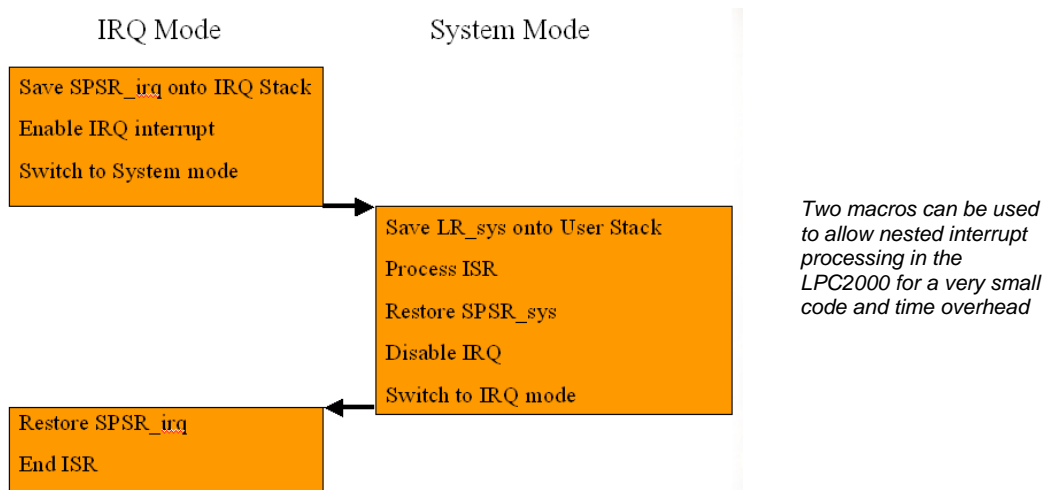 IRQ Mode
System Mode
Save SPSR_irq onto IRQ Stack
Enable IRQ interrupt
Switch to System mode
Save LR_sys onto User Stack
Process ISR
Restore SPSR_sys
Disable IRQ
Switch to IRQ mode
Restore SPSR_irq
End ISR
Two macros can be used
to allow nested interrupt
processing in the
LPC2000 for a very small
code and time overhead